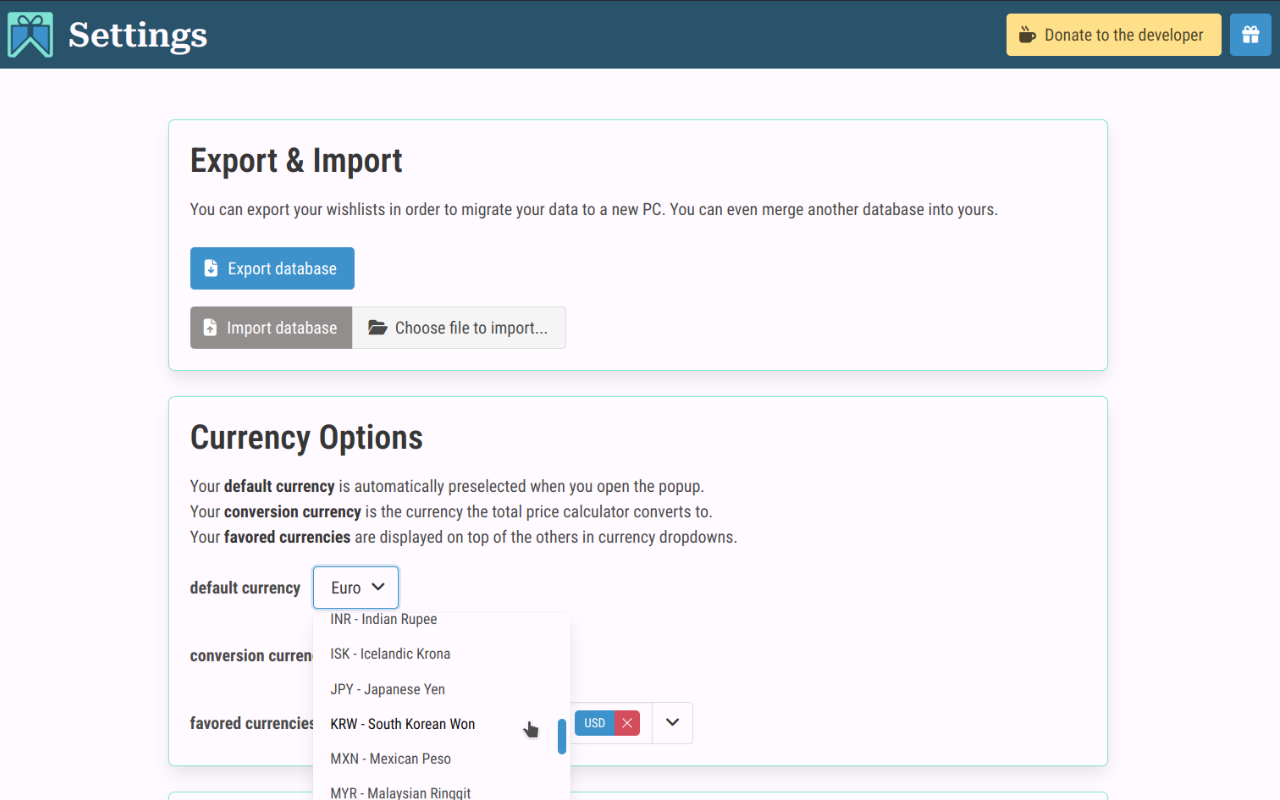 Settings
Donate to the developer
Export & Import
You can export your wishlists in order to migrate your data to a new PC. You can even merge another database into yours.
Export database
Import database
Choose file to import...
Currency Options
Your default currency is automatically preselected when you open the popup.
Your conversion currency is the currency the total price calculator converts to.
Your favored currencies are displayed on top of the others in currency dropdowns.
default currency Euro
INR - Indian Rupee
ISK - Icelandic Krona
conversion curren
JPY - Japanese Yen
favored currencies
KRW - South Korean Won
USD
MXN - Mexican Peso
MYR - Malaysian Ringgit